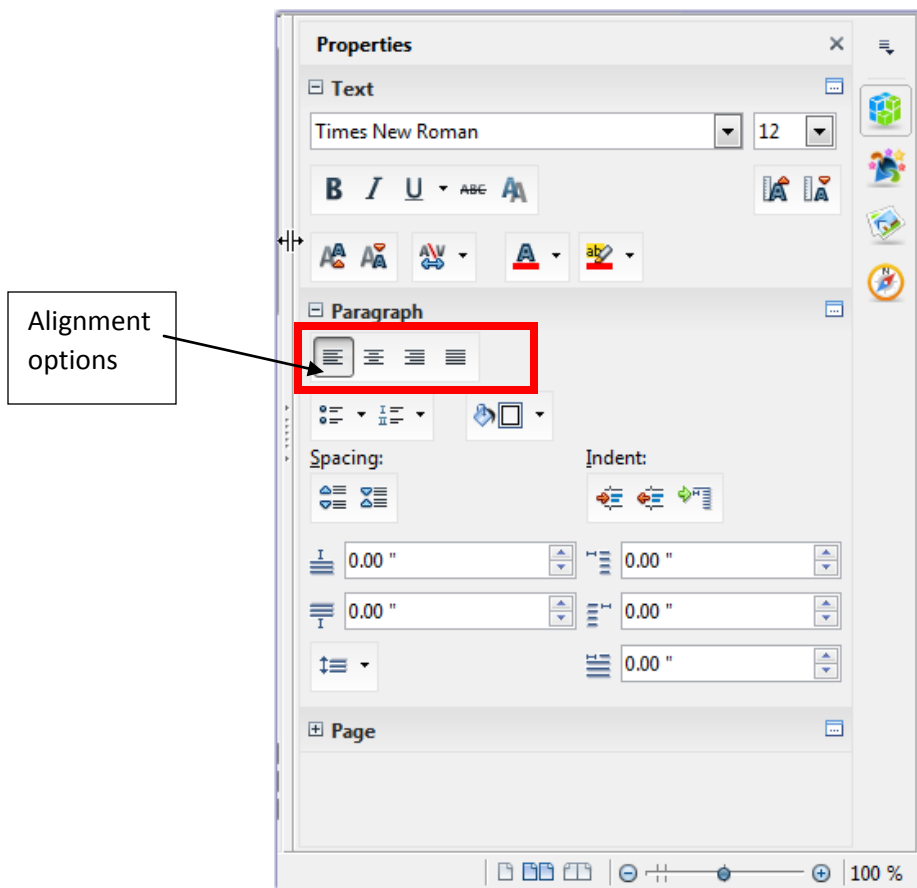 Properties
Text
Times New Roman
12
B I U ABC A
Alignment
options
Paragraph
Spacing:
Indent:
0.00 "
0.00 "
0.00 "
0.00 "
0.00 "
Page
100 %